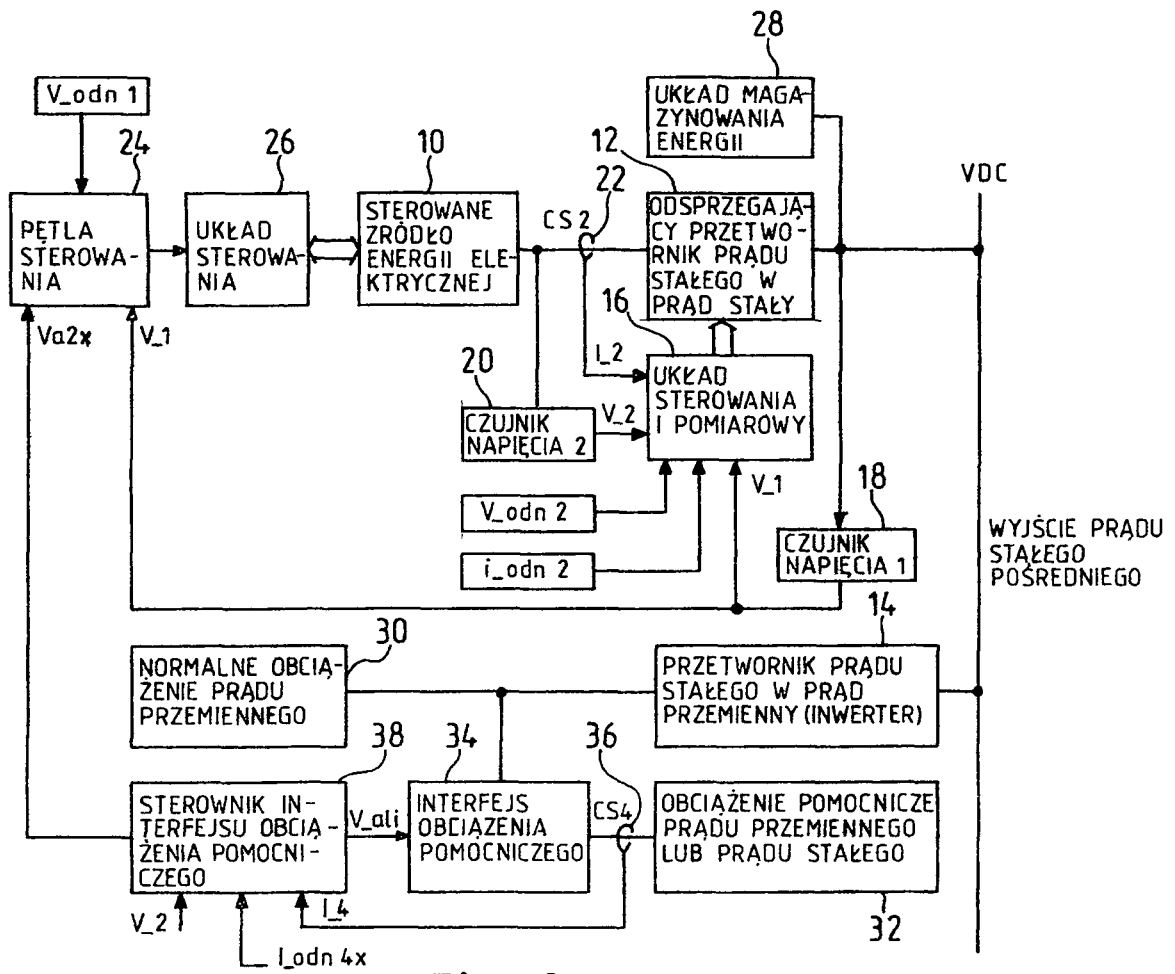 28
V_odn 1
UKŁAD MAGA-
ZYNOWANIA
ENERGII
24
26
10
12
22
VDC
PĘTLA
STEROWA-
NIA
UKŁAD
STEROWA-
NIA
STEROWANE
ZRÓDŁO
ENERGII ELE-
KTRYCZNEJ
CS 2
ODSPRZEGAJĄ-
CY PRZETWO-
RNIK PRĄDU
STAŁEGO W
PRĄD STAŁY
Va2x
V_1
16
I_2
20
UKŁAD
STEROWANIA
I POMIAROWY
CZUJNIK
NAPIĘCIA 2
V_2
V_1
18
V_odn 2
i_odn 2
CZUJNIK
NAPIĘCIA 1
WYJŚCIE PRĄDU
STAŁEGO
POŚREDNIEGO
30
14
NORMALNE OBCIĄ-
ŻENIE PRĄDU
PRZEMIENNEGO
PRZETWORNIK PRĄDU
STAŁEGO W PRĄD
PRZEMIENNY (INWERTER)
38
34
36
STEROWNIK IN-
TERFEJSU OBCIĄ-
ŻENIA POMOCNI-
CZEGO
V_ali
INTERFEJS
OBCIĄŻENIA
POMOCNICZEGO
CS4
OBCIĄŻENIE POMOCNICZE
PRĄDU PRZEMIENNEGO
LUB PRĄDU STAŁEGO
V_2
I_4
32
I_odn 4x